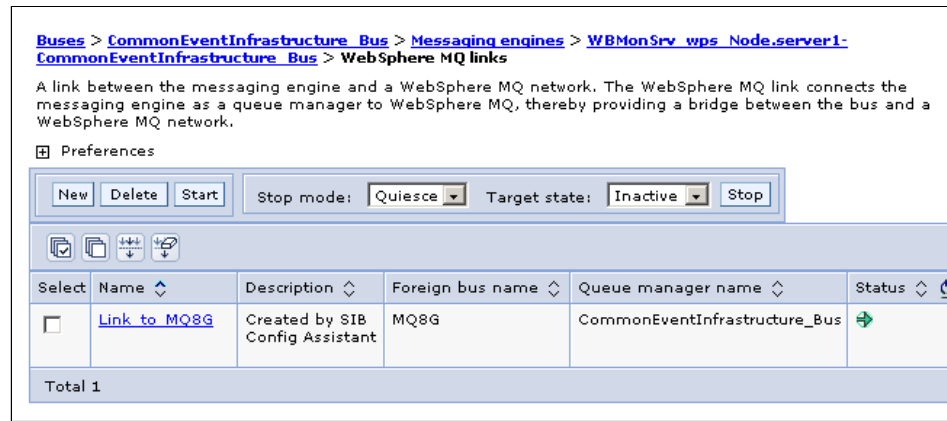 Buses > CommonEventInfrastructure_Bus > Messaging engines > WBMonSrv_wps_Node.server1-
CommonEventInfrastructure_Bus > WebSphere MQ links
A link between the messaging engine and a WebSphere MQ network. The WebSphere MQ link connects the
messaging engine as a queue manager to WebSphere MQ, thereby providing a bridge between the bus and a
WebSphere MQ network.
Preferences
New Delete Start Stop mode: Quiesce Target state: Inactive Stop
Select Name Description Foreign bus name Queue manager name Status
Link_to_MQ8G Created by SIB MQ8G CommonEventInfrastructure_Bus
Config Assistant
Total 1